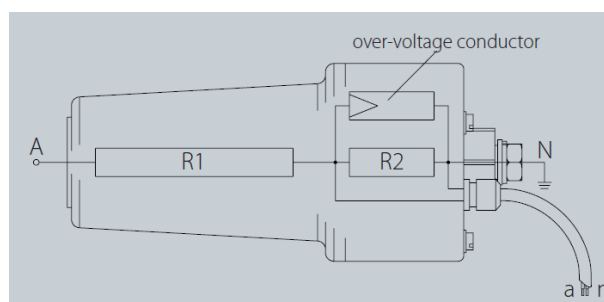 over-voltage conductor
A
R1
R2
N
a n